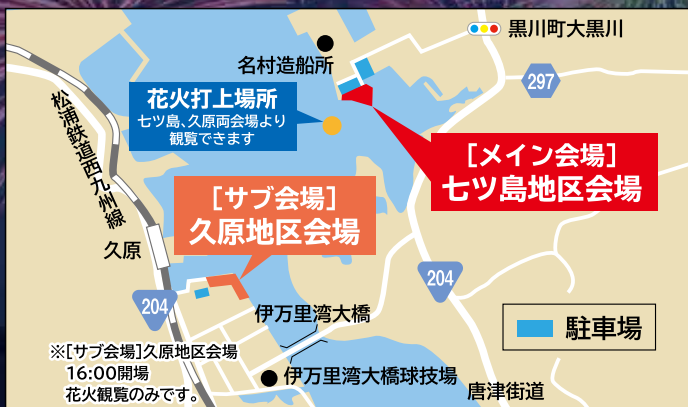 黒川町大黒川
名村造船所
297
花火打上場所
七ツ島、久原両会場より
観覧できます
松浦鉄道西九州線
[メイン会場]
七ツ島地区会場
[サブ会場]
久原地区会場
久原
204
204
伊万里湾大橋
駐車場
※[サブ会場]久原地区会場
16:00開場
花火観覧のみです。
伊万里湾大橋球技場
唐津街道